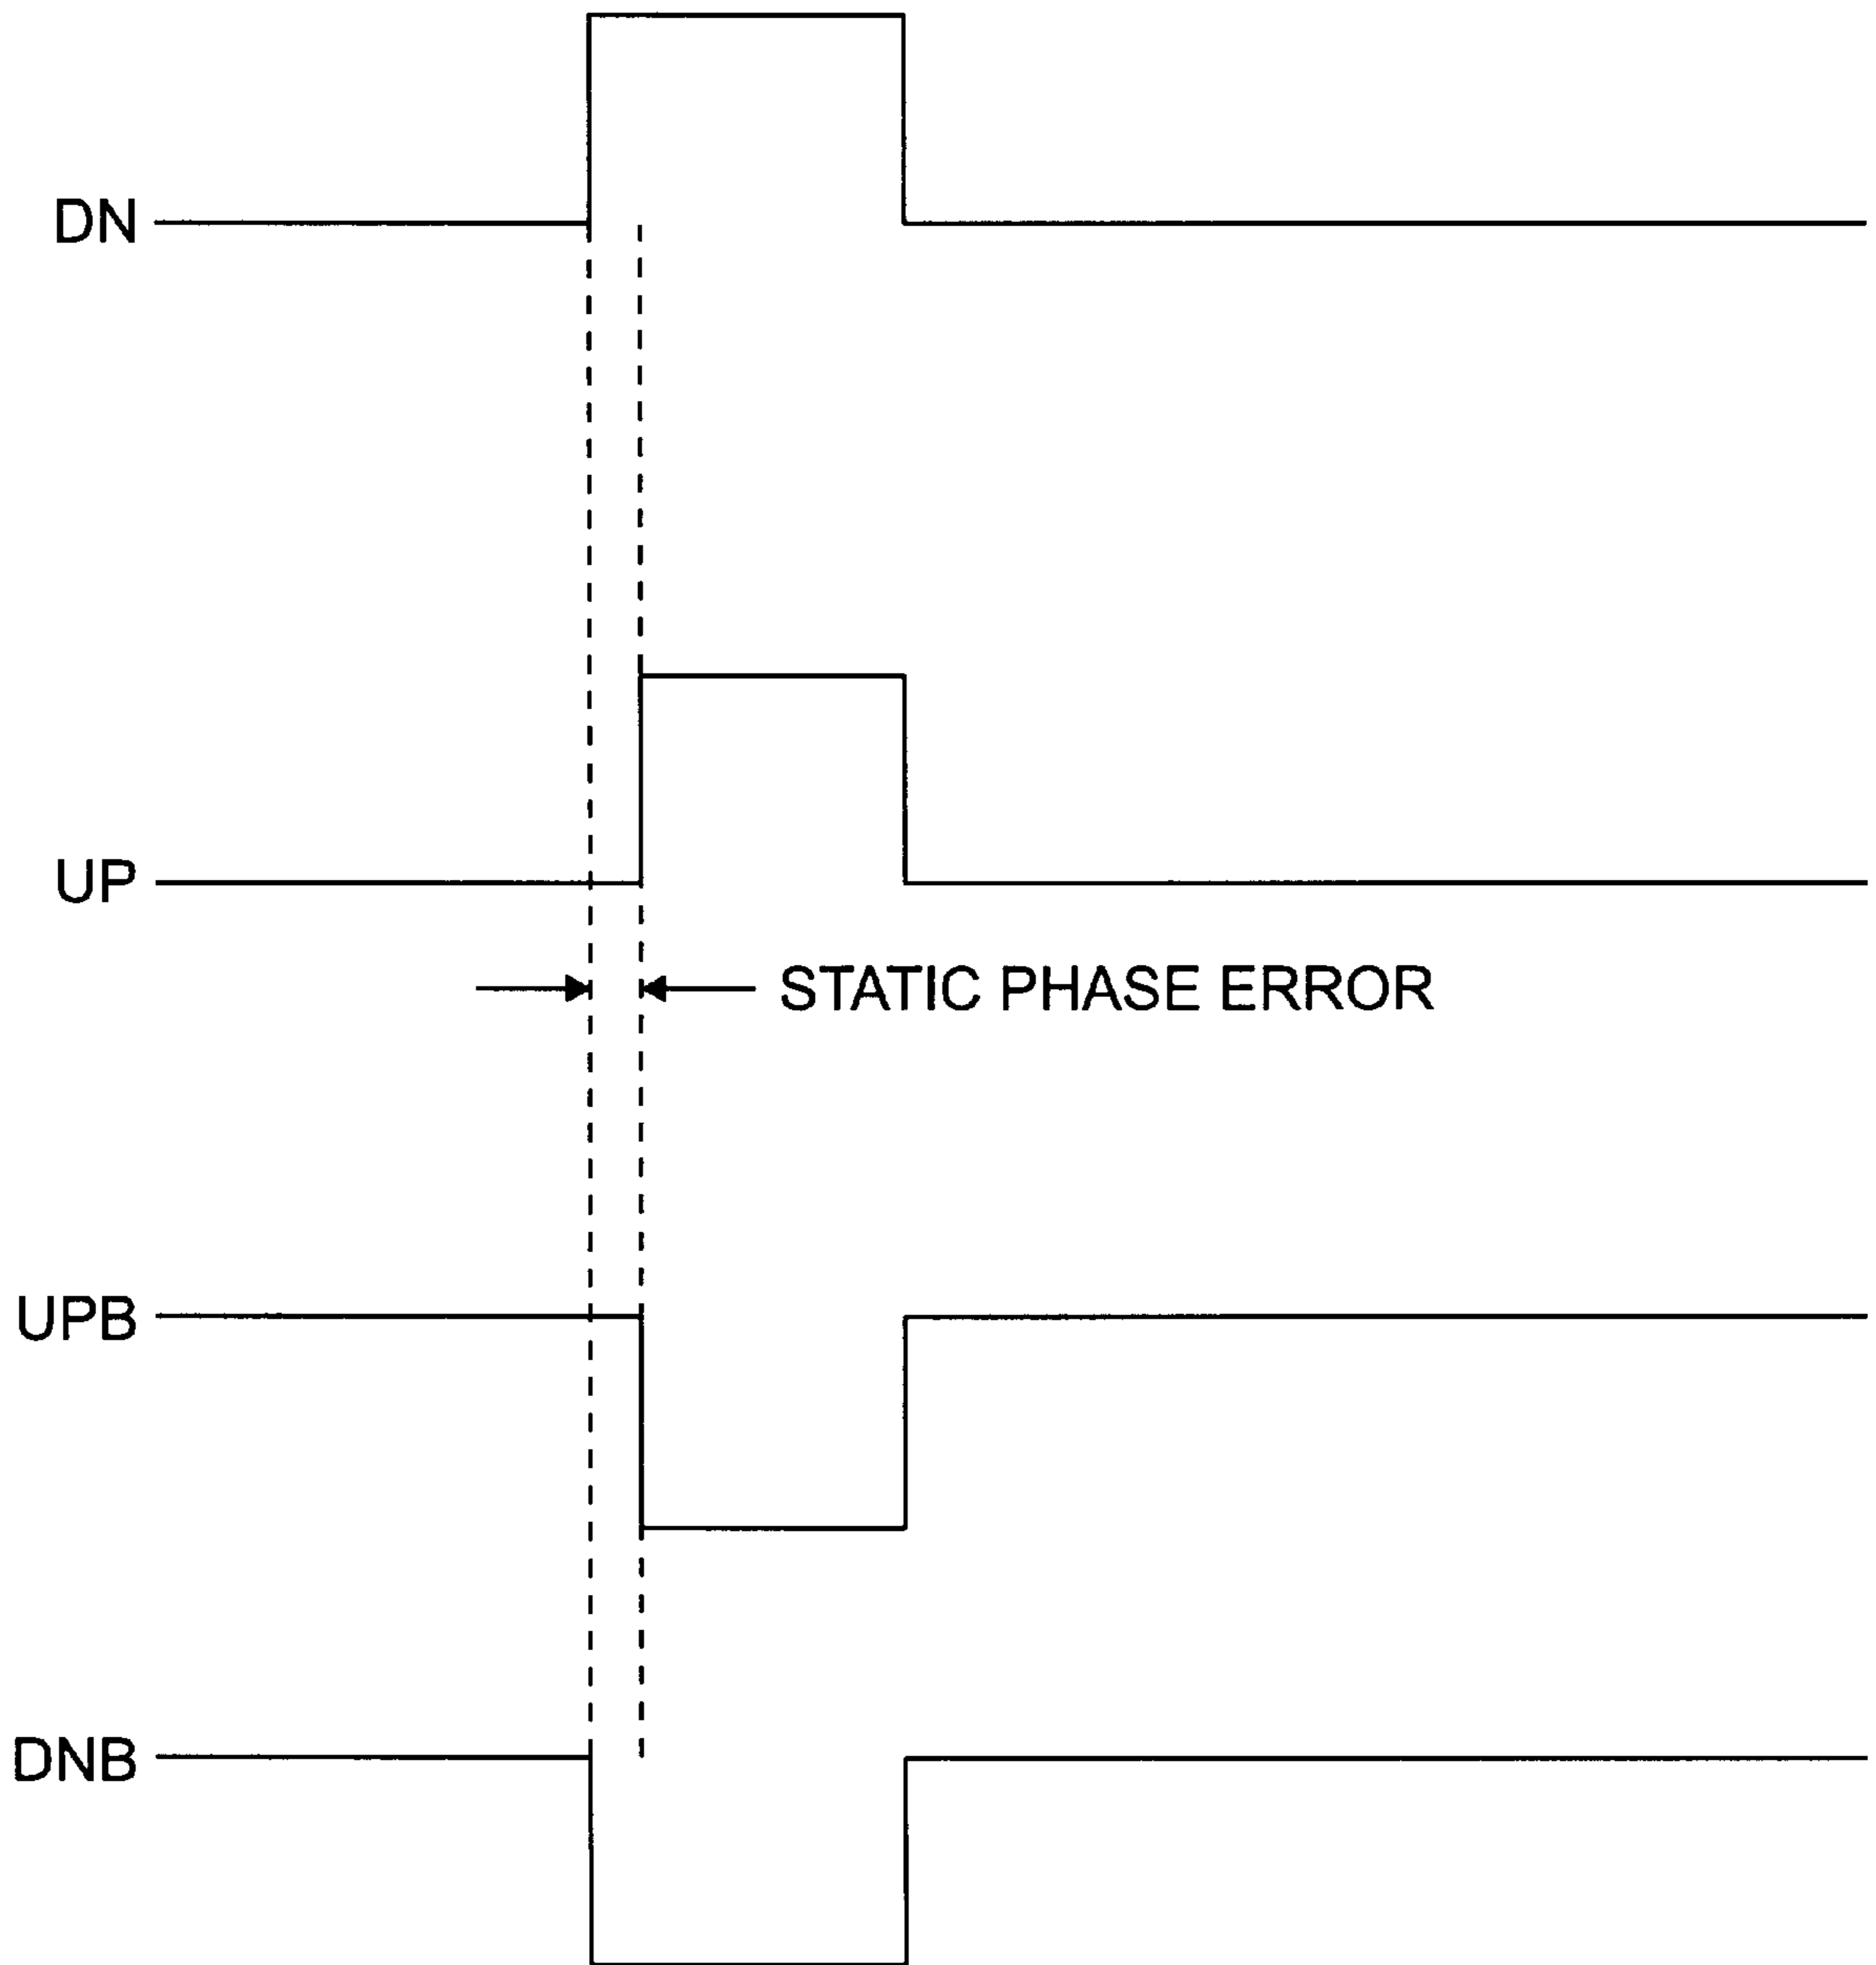 DN
UP
STATIC PHASE ERROR
UPB
DNB